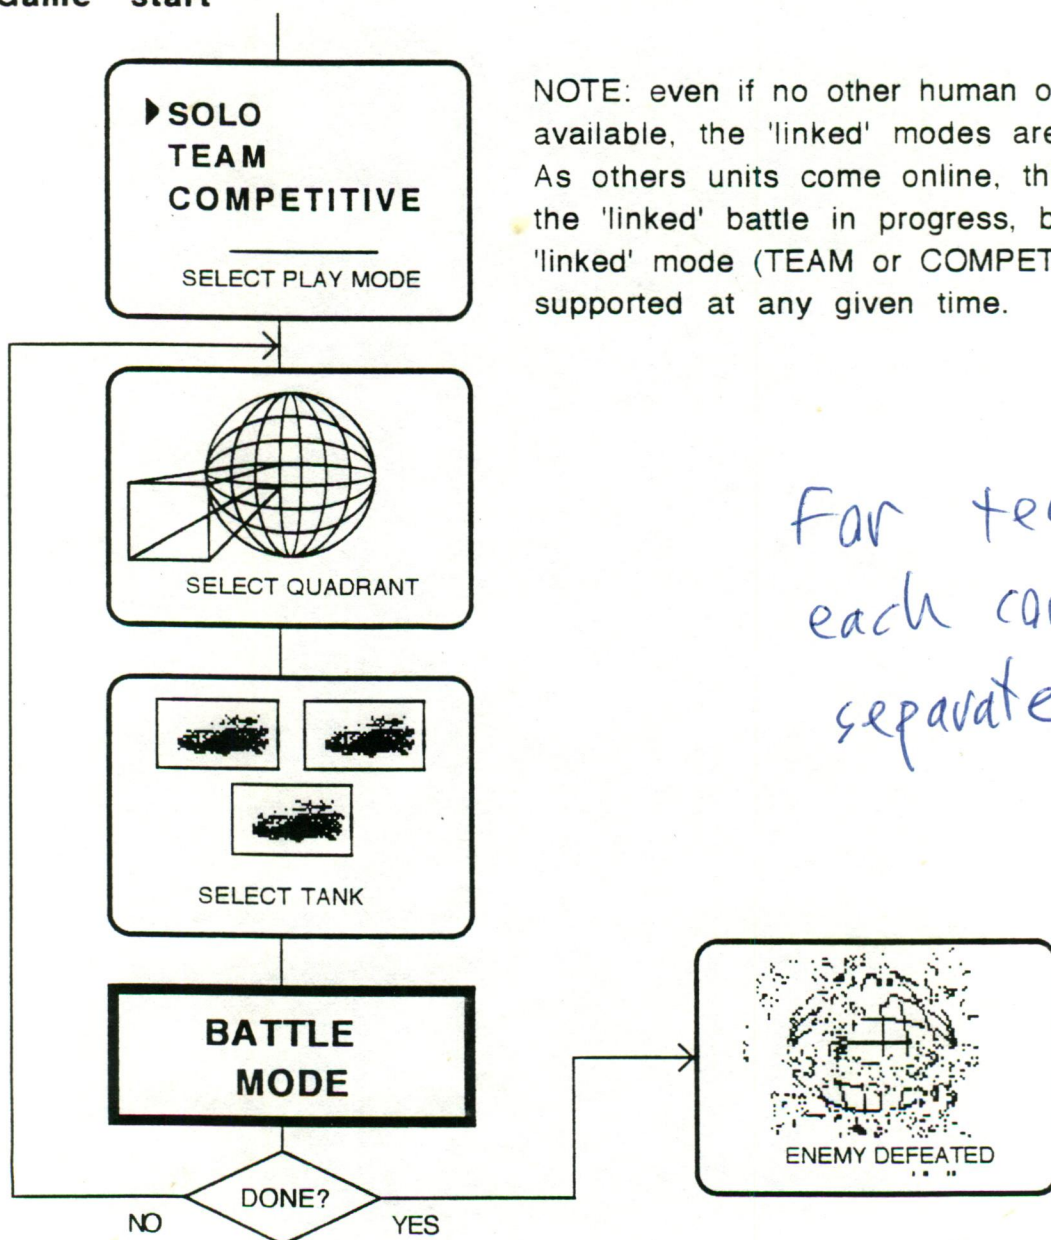 Game start
SOLO
TEAM
COMPETITIVE
SELECT PLAY MODE
NOTE: even if no other human o
available, the 'linked' modes are
As others units come online, th
the 'linked' battle in progress, b
'linked' mode (TEAM or COMPET
supported at any given time.
SELECT QUADRANT
For te
each ca
separate
SELECT TANK
BATTLE
MODE
DONE?
NO
YES
ENEMY DEFEATED